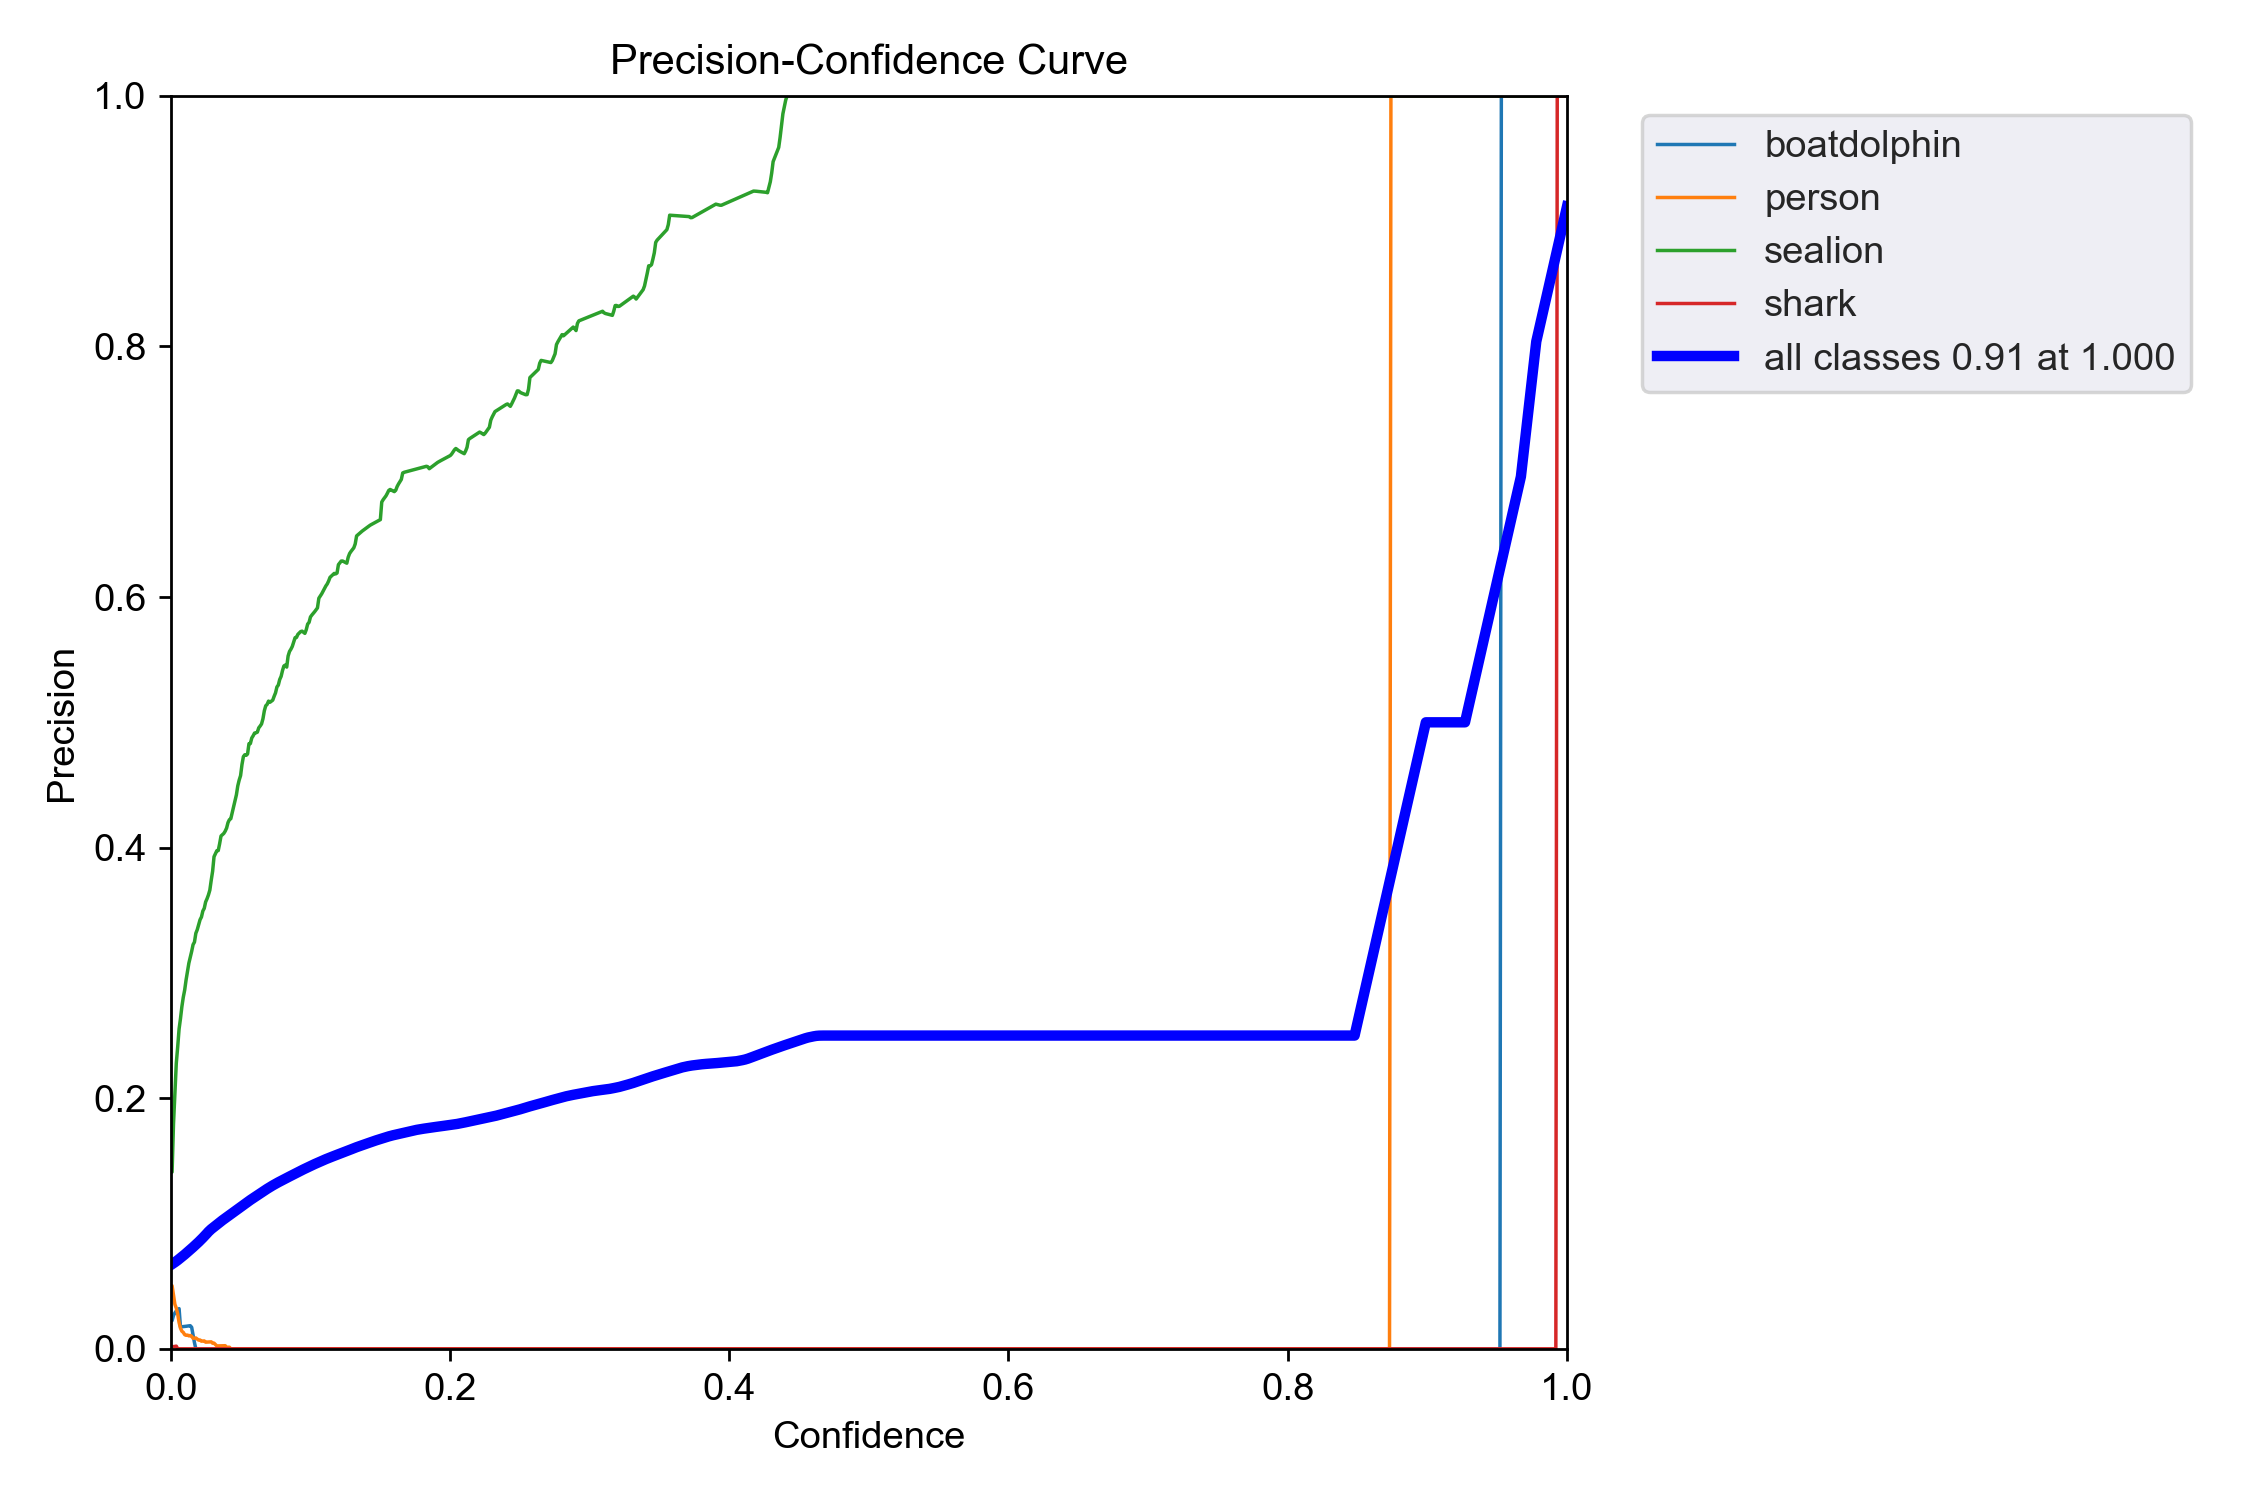 Precision-Confidence Curve
1.0
0.8
0.6
0.4
0.2
0.0
Precision
0.0 0.2 0.4 0.6 0.8 1.0
Confidence
boatdolphin
person
sealion
shark
all classes 0.91 at 1.000